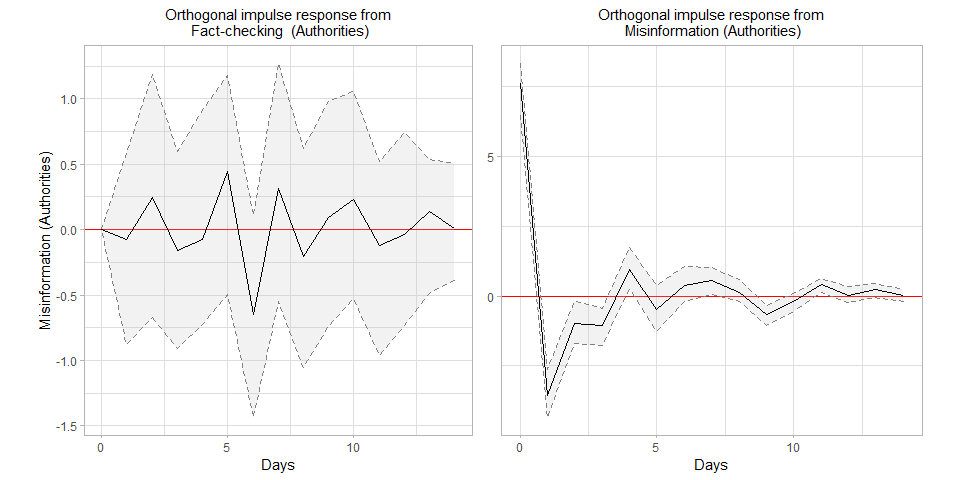 Orthogonal impulse response from
Fact-checking (Authorities)
Misinformation (Authorities)
1.0
0.5
0.0
-0.5
-1.0
-1.5
0
5
10
Days
Orthogonal impulse response from
Misinformation (Authorities)
5
0
0
5
10
Days